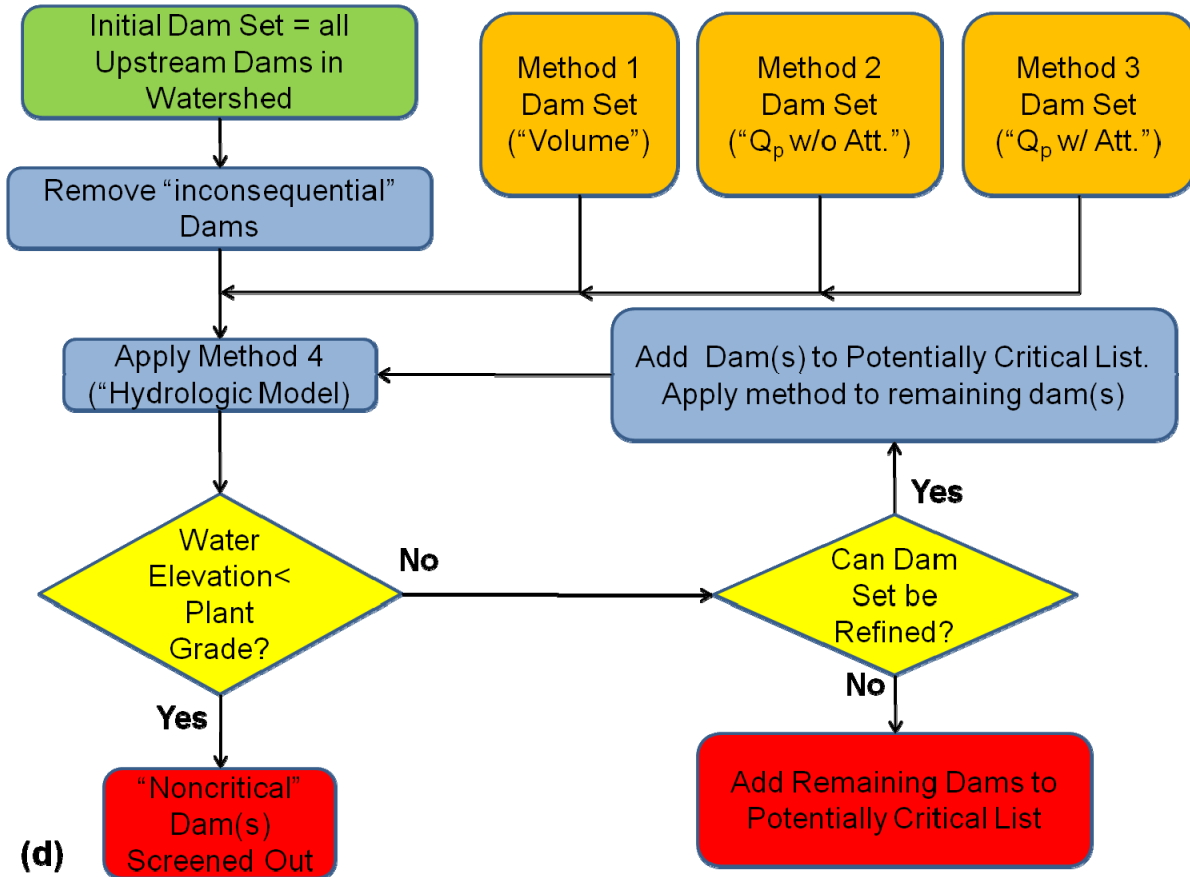 Initial Dam Set = all
Upstream Dams in
Watershed
Method 1
Dam Set
(“Volume”)
Method 2
Dam Set
(“Qp w/o Att.”)
Method 3
Dam Set
(“Qp w/ Att.”)
Remove “inconsequential”
Dams
Apply Method 4
(“Hydrologic Model)
Add Dam(s) to Potentially Critical List.
Apply method to remaining dam(s)
Yes
Water
Elevation<
Plant
Grade?
No
Can Dam
Set be
Refined?
No
Yes
“Noncritical”
Dam(s)
Screened Out
Add Remaining Dams to
Potentially Critical List
(d)